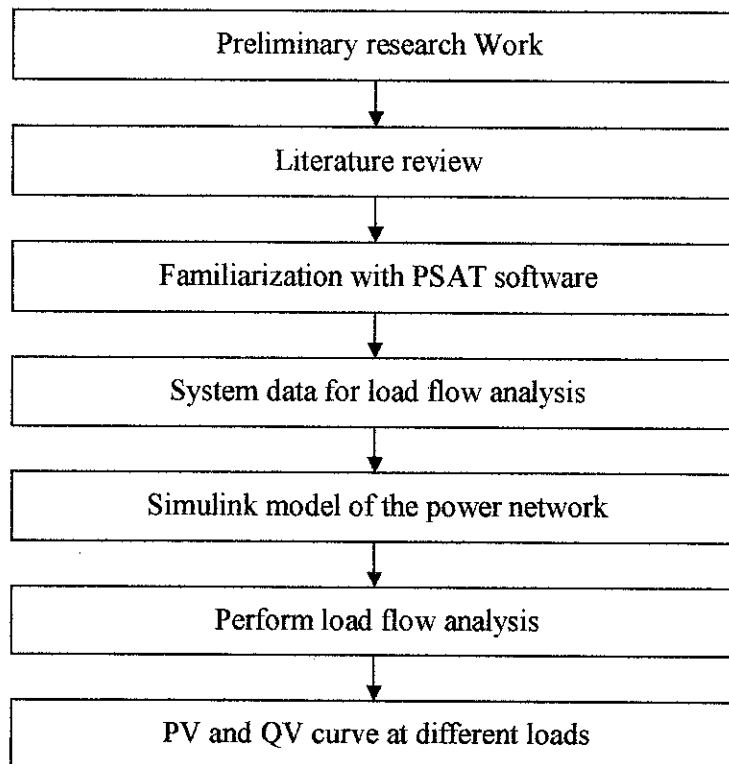 Preliminary research Work
Literature review
Familiarization with PSAT software
System data for load flow analysis
Simulink model of the power network
Perform load flow analysis
PV and QV curve at different loads